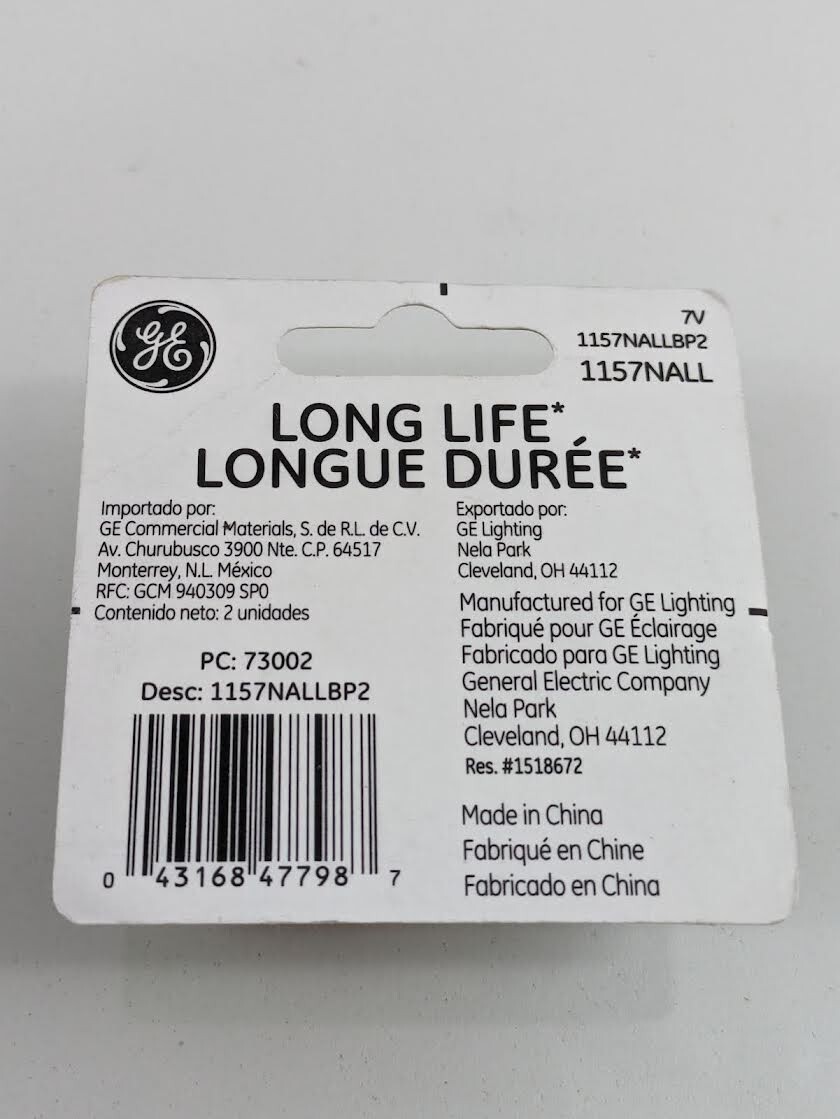 GE
7V
1157NALLBP2
1157NALL
LONG LIFE*
LONGUE DURÉE*
Importado por:
GE Commercial Materials, S. de R.L. de C.V.
Av. Churubusco 3900 Nte. C.P. 64517
Monterrey, N.L. México
RFC: GCM 940309 SP0
Contenido neto: 2 unidades
PC: 73002
Desc: 1157NALLBP2
0 43168 47798 7
Exportado por:
GE Lighting
Nela Park
Cleveland, OH 44112
Manufactured for GE Lighting
Fabriqué pour GE Éclairage
Fabricado para GE Lighting
General Electric Company
Nela Park
Cleveland, OH 44112
Res. #1518672
Made in China
Fabriqué en Chine
Fabricado en China